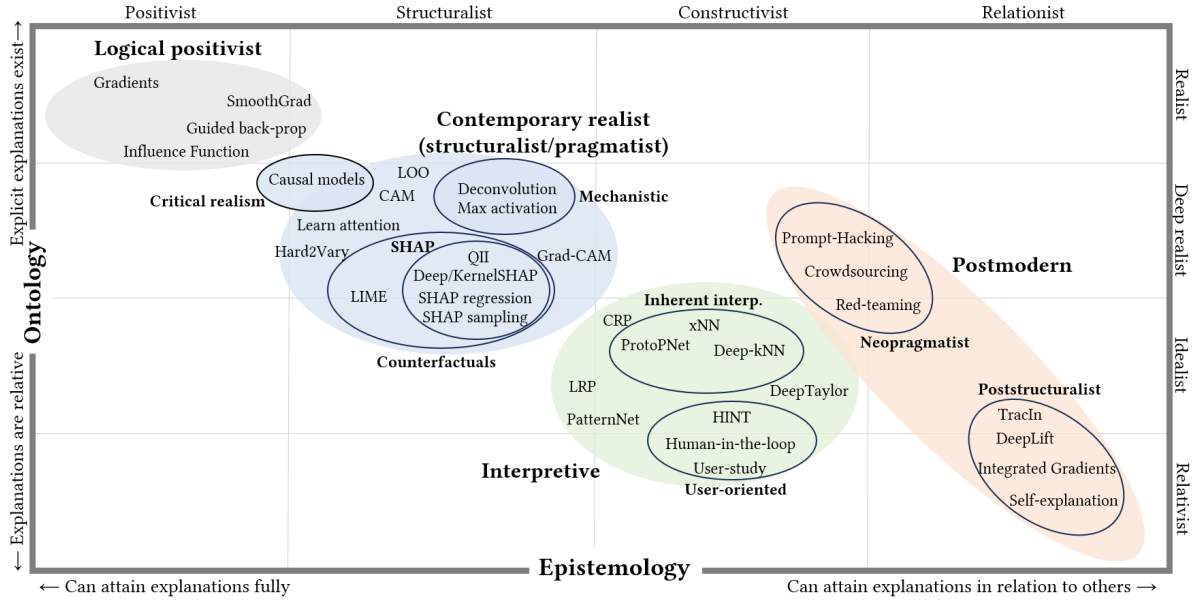 Positivist
Structuralist
Constructivist
Relationist
Explicit explanations exist→
Ontology
← Explanations are relative
Realist
Deep realist
Idealist
Relativist
Logical positivist
Gradients
SmoothGrad
Guided back-prop
Influence Function
Contemporary realist
(structuralist/pragmatist)
Causal models
Critical realism
LOO
CAM
Deconvolution
Max activation
Mechanistic
Learn attention
Hard2Vary
SHAP
QII
Grad-CAM
Deep/KernelSHAP
LIME
SHAP regression
SHAP sampling
Counterfactuals
Prompt-Hacking
Crowdsourcing
Red-teaming
Postmodern
Neopragmatist
Inherent interp.
CRP
xNN
ProtoPNet
Deep-kNN
LRP
DeepTaylor
PatternNet
HINT
Human-in-the-loop
User-study
User-oriented
Interpretive
Poststructuralist
TracIn
DeepLift
Integrated Gradients
Self-explanation
Epistemology
← Can attain explanations fully
Can attain explanations in relation to others →